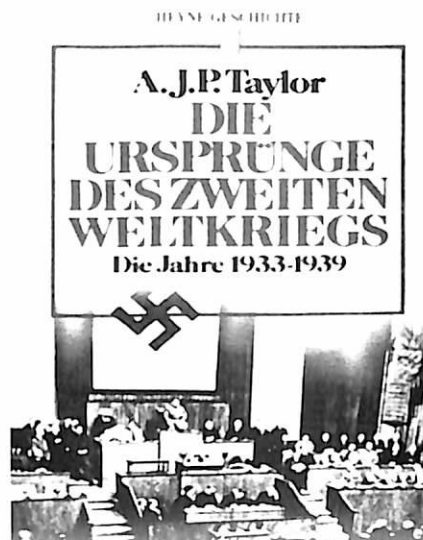 HEYNE GESCHICHTE
A.J.P. Taylor
DIE
URSPRÜNGE
DES ZWEITEN
WELTKRIEGS
Die Jahre 1933-1939